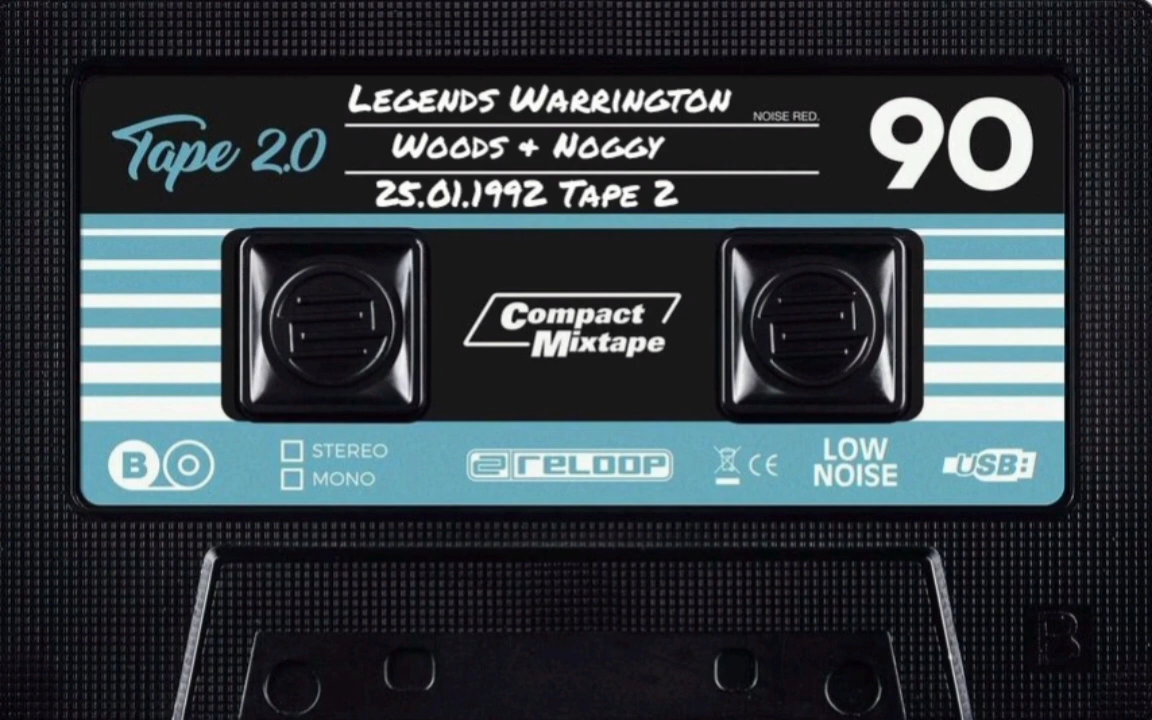 LEGENDS WARRINGTON
NOISE RED.
WOODS + NOGGY
25.01.1992 TAPE 2
Tape 2.0
90
Compact
Mixtape
B
STEREO
MONO
reloop
CE
LOW
NOISE
USB
B